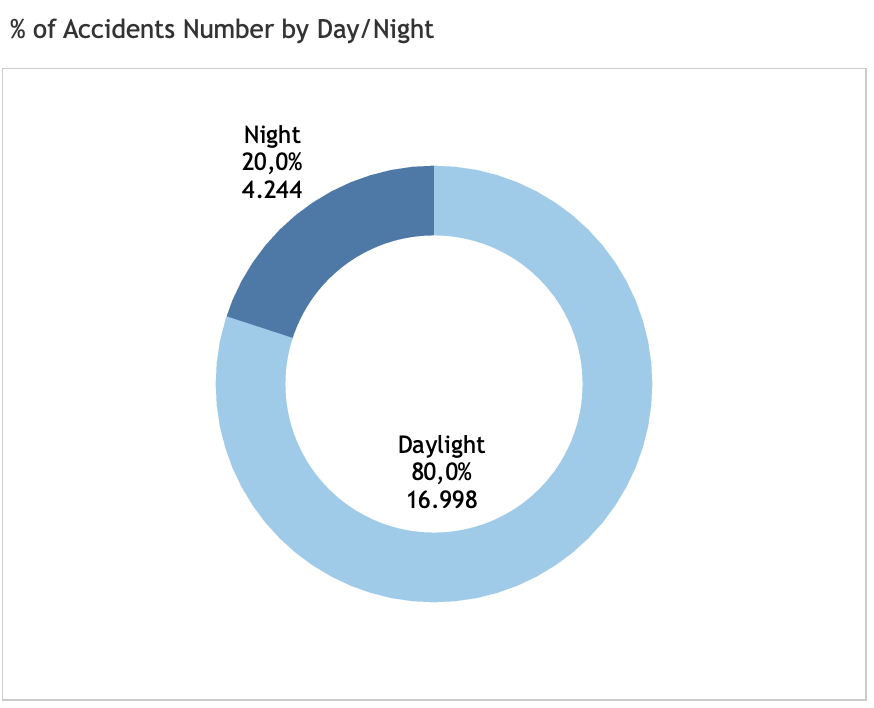 % of Accidents Number by Day/Night
Night
20,0%
4.244
Daylight
80,0%
16.998